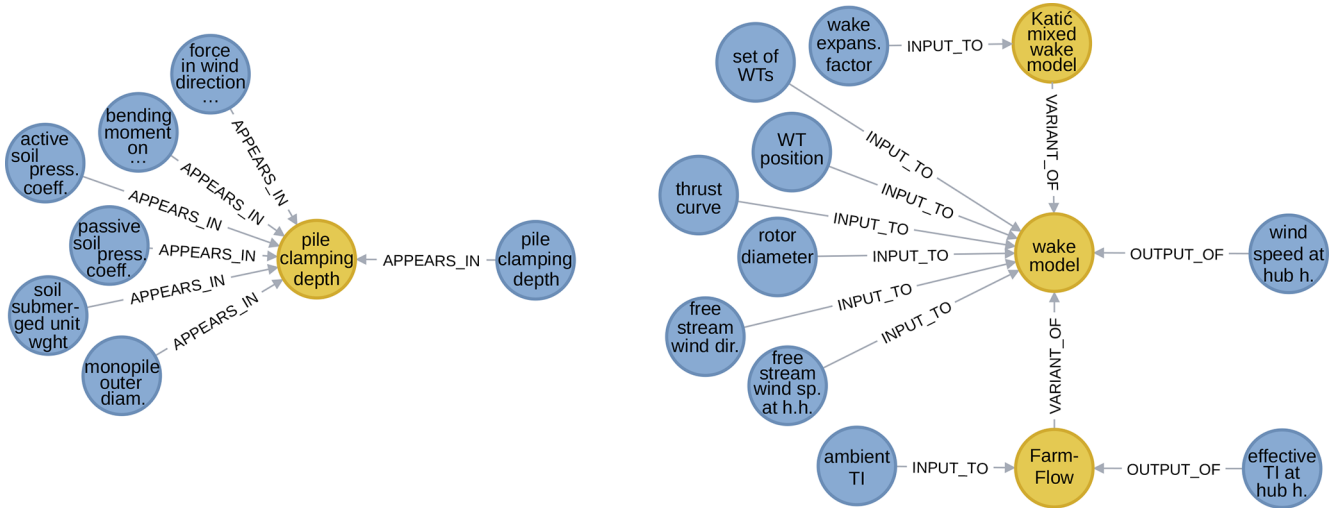 force
in wind
direction
...
bending
moment
on
...
active
soil
press.
coeff.
passive
soil
press.
coeff.
soil
submer-
ged unit
wght
monopile
outer
diam.
APPEARS_IN
APPEARS_IN
APPEARS_IN
APPEARS_IN
APPEARS_IN
APPEARS_IN
pile
clamping
depth
APPEARS_IN
pile
clamping
depth
wake
expans.
factor
INPUT_TO
Katić
mixed
wake
model
VARIANT_OF
set of
WTs
INPUT_TO
WT
position
INPUT_TO
thrust
curve
INPUT_TO
rotor
diameter
INPUT_TO
free
stream
wind dir.
INPUT_TO
free
stream
wind sp.
at h.h.
INPUT_TO
wake
model
OUTPUT_OF
wind
speed at
hub h.
VARIANT_OF
ambient
TI
INPUT_TO
Farm-
Flow
OUTPUT_OF
effective
TI at
hub h.